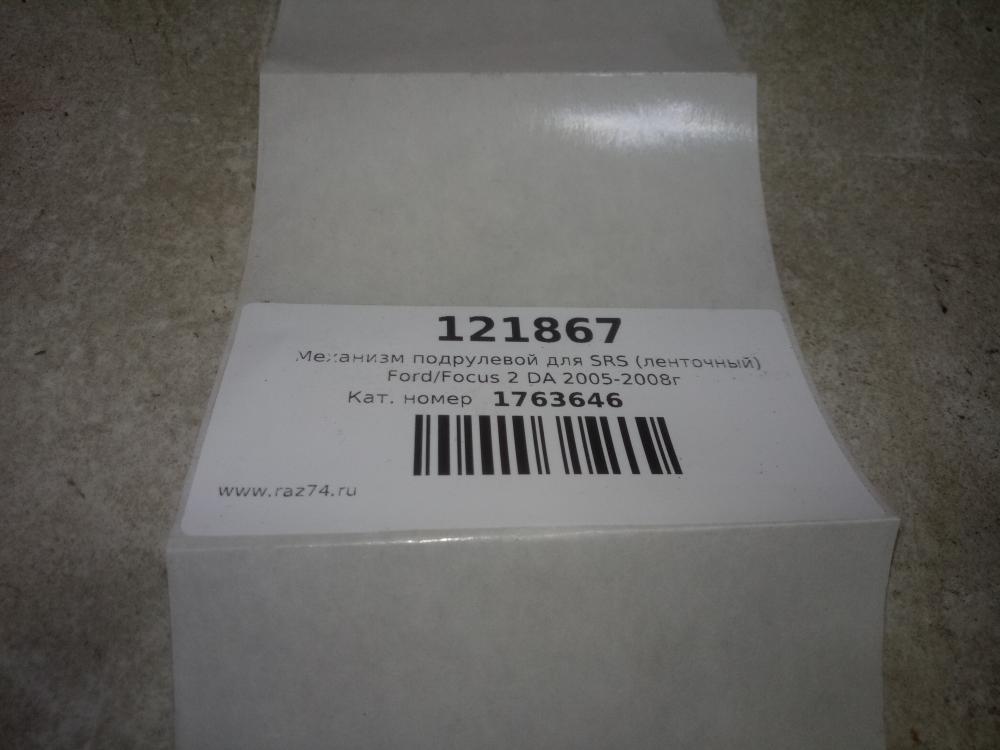 121867
Механизм подрулевой для SRS (ленточный)
Ford/Focus 2 DA 2005-2008г
Кат. номер 1763646
www.raz74.ru